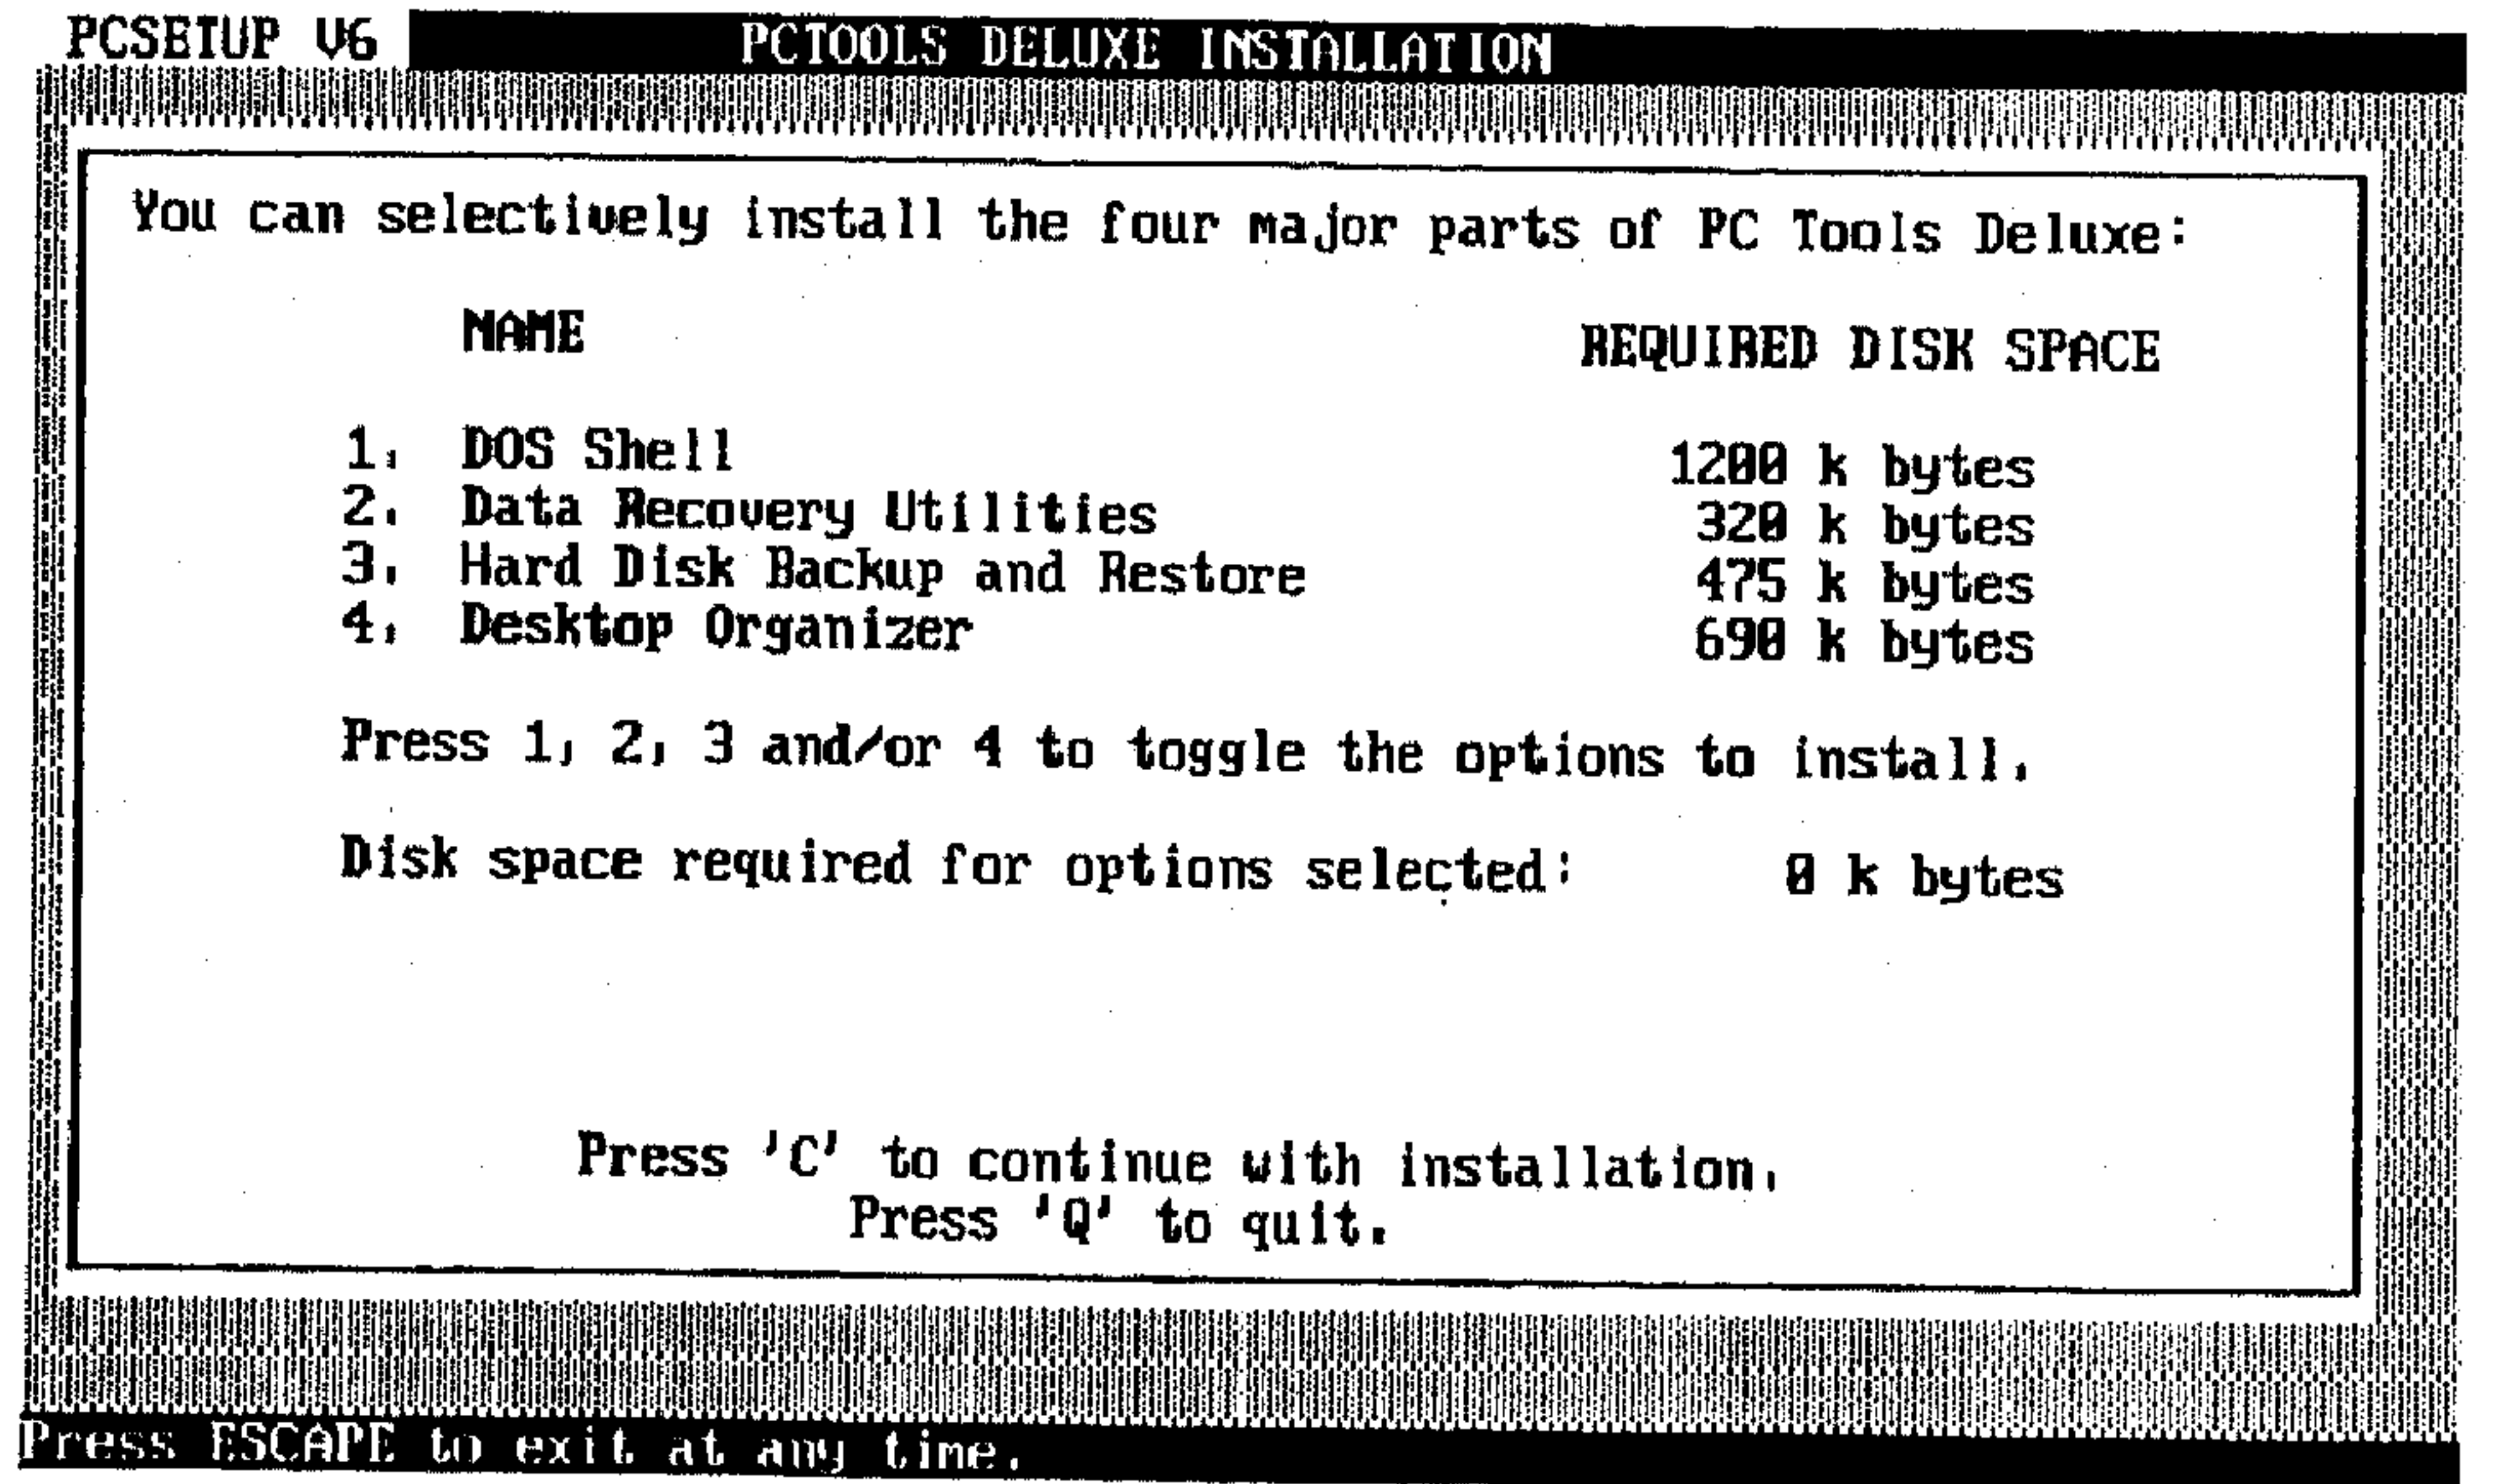 PCSETUP V6 PCTOOLS DELUXE INSTALLATION
You can selectively install the four major parts of PC Tools Deluxe:
NAME REQUIRED DISK SPACE
1. DOS Shell 1200 k bytes
2. Data Recovery Utilities 320 k bytes
3. Hard Disk Backup and Restore 475 k bytes
4. Desktop Organizer 690 k bytes
Press 1, 2, 3 and/or 4 to toggle the options to install.
Disk space required for options selected: 0 k bytes
Press 'C' to continue with installation.
Press 'Q' to quit.
Press ESCAPE to exit at any time.